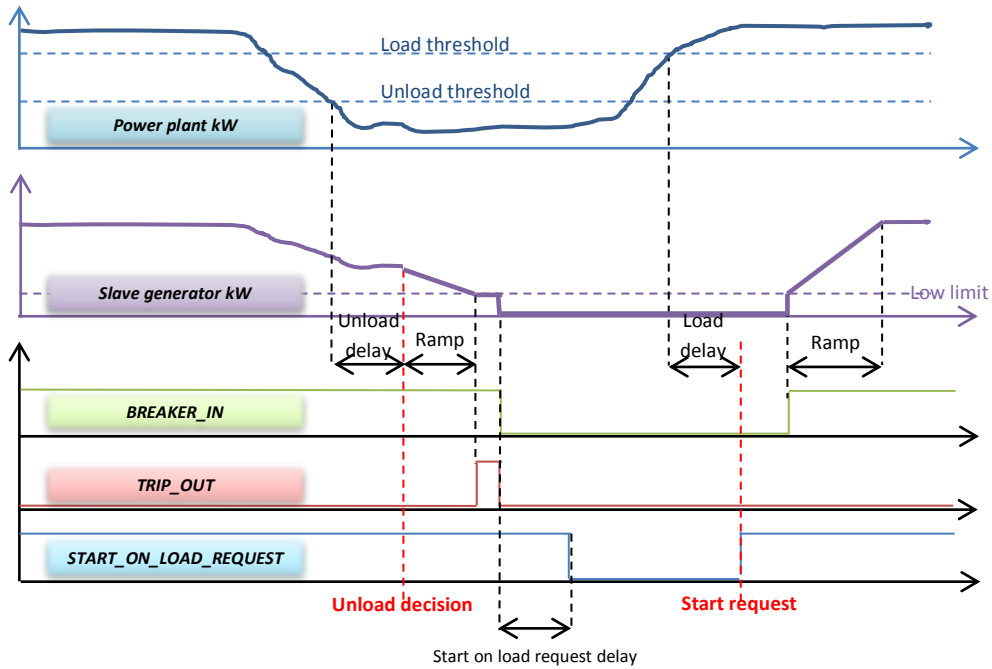 Load threshold
Unload threshold
Power plant kW
Slave generator kW
Low limit
Unload
delay
Ramp
Load
delay
Ramp
BREAKER_IN
TRIP_OUT
START_ON_LOAD_REQUEST
Unload decision
Start request
Start on load request delay